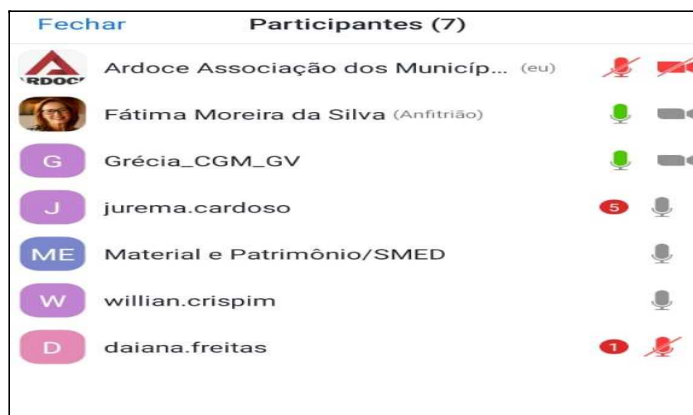 Fechar Participantes (7)
ARDOCE Ardoce Associação dos Municíp... (eu)
Fátima Moreira da Silva (Anfitrião)
G Grécia_CGM_GV
J jurema.cardoso 5
ME Material e Patrimônio/SMED
W willian.crispim
D daiana.freitas 1